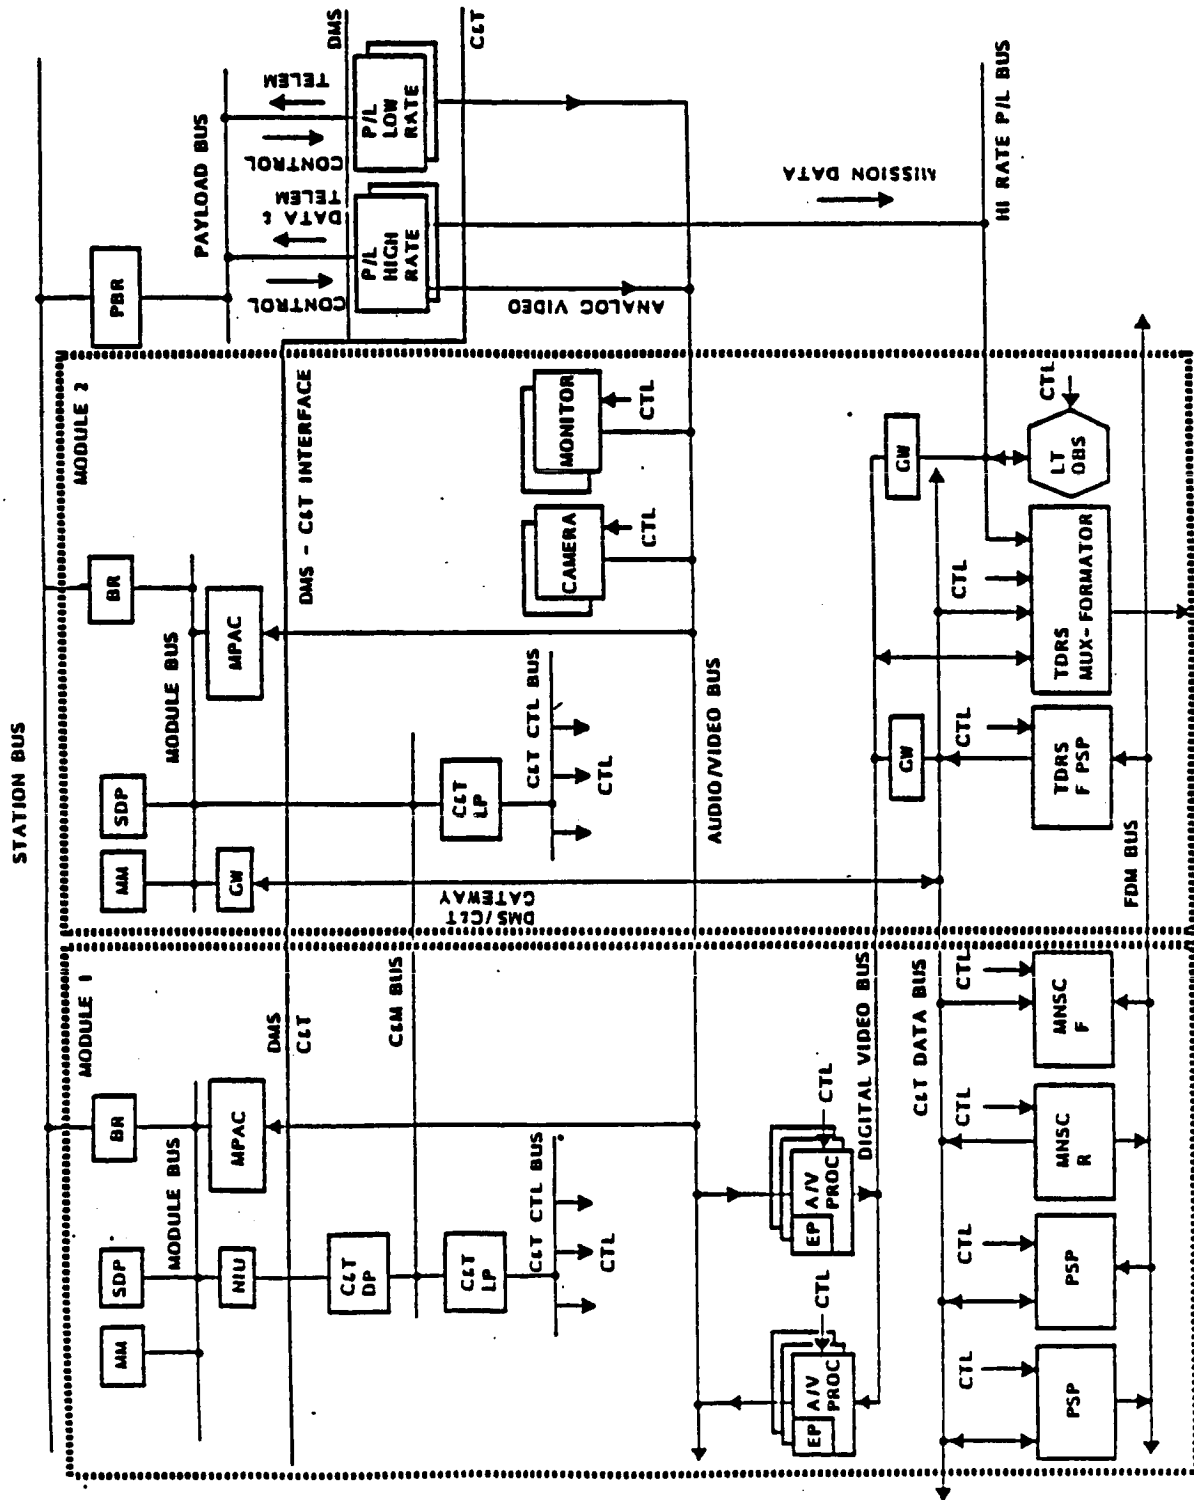 STATION BUS
MODULE 1
MM
SDP
BR
MODULE BUS
NIU
MPAC
DMS
C&T
C&T
DP
C&M BUS
C&T
LP
C&T CTL BUS
CTL
EP
A/V
PROC
CTL
EP
A/V
PROC
CTL
DIGITAL VIDEO BUS
C&T DATA BUS
CTL
PSP
CTL
PSP
CTL
MNSC
R
CTL
MNSC
F
MODULE 2
MM
SDP
BR
MODULE BUS
GW
MPAC
DMS - C&T INTERFACE
DMS/C&T
GATEWAY
C&T
LP
C&T CTL BUS
CTL
CAMERA
CTL
MONITOR
CTL
AUDIO/VIDEO BUS
GW
GW
CTL
TDRS
F PSP
CTL
TDRS
MUX-FORMATOR
CTL
LT
OBS
FDM BUS
PBR
PAYLOAD BUS
CONTROL
DATA &
TELEM
CONTROL
TELEM
DMS
P/L
HIGH
RATE
P/L
LOW
RATE
C&T
ANALOG VIDEO
MISSION DATA
HI RATE P/L BUS